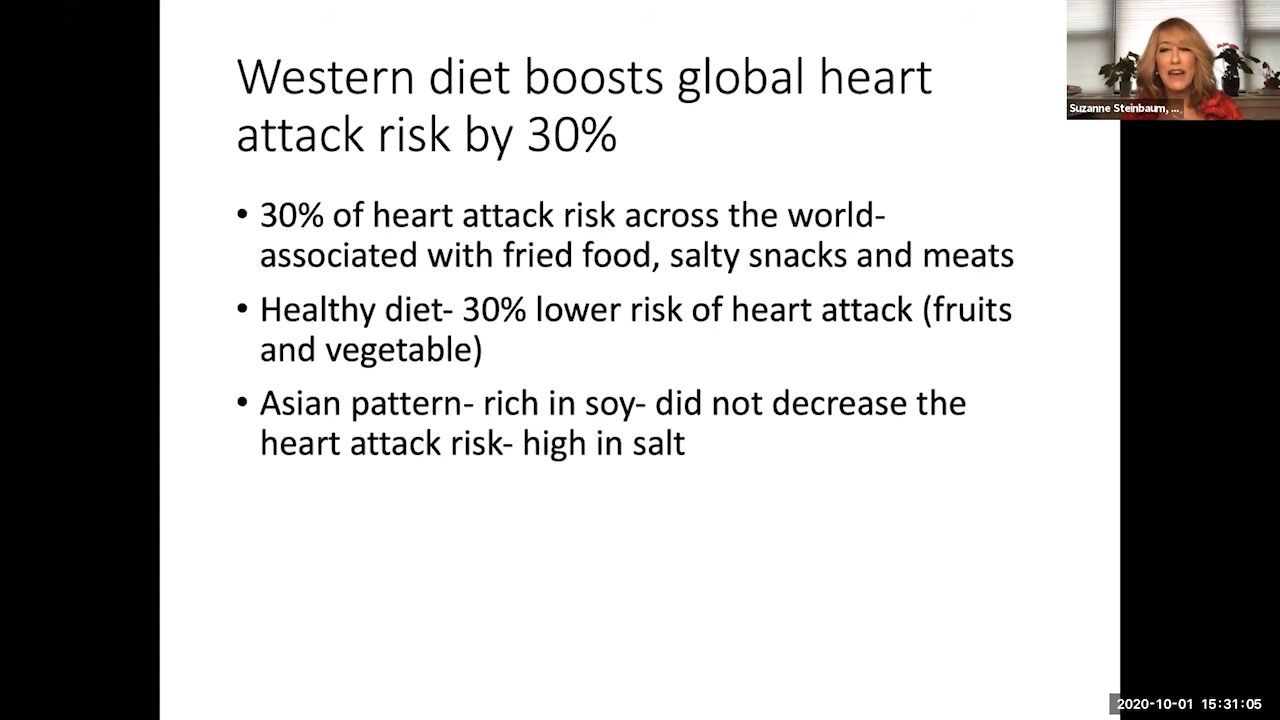 Western diet boosts global heart
attack risk by 30%
• 30% of heart attack risk across the world-
associated with fried food, salty snacks and meats
• Healthy diet- 30% lower risk of heart attack (fruits
and vegetable)
• Asian pattern- rich in soy- did not decrease the
heart attack risk- high in salt
Suzanne Steinbaum, ...
2020-10-01 15:31:05